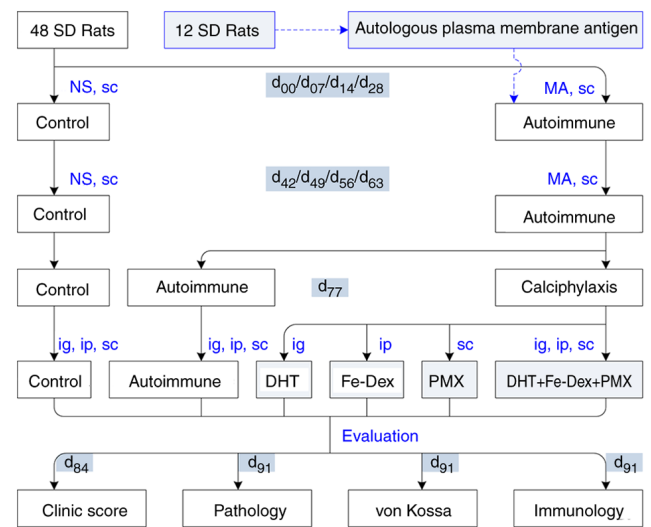 48 SD Rats
12 SD Rats
Autologous plasma membrane antigen
NS, sc
d00/d07/d14/d28
MA, sc
Control
Autoimmune
NS, sc
d42/d49/d56/d63
MA, sc
Control
Autoimmune
Control
Autoimmune
d77
Calciphylaxis
ig, ip, sc
ig, ip, sc
ig
ip
sc
ig, ip, sc
Control
Autoimmune
DHT
Fe-Dex
PMX
DHT+Fe-Dex+PMX
Evaluation
d84
d91
d91
d91
Clinic score
Pathology
von Kossa
Immunology